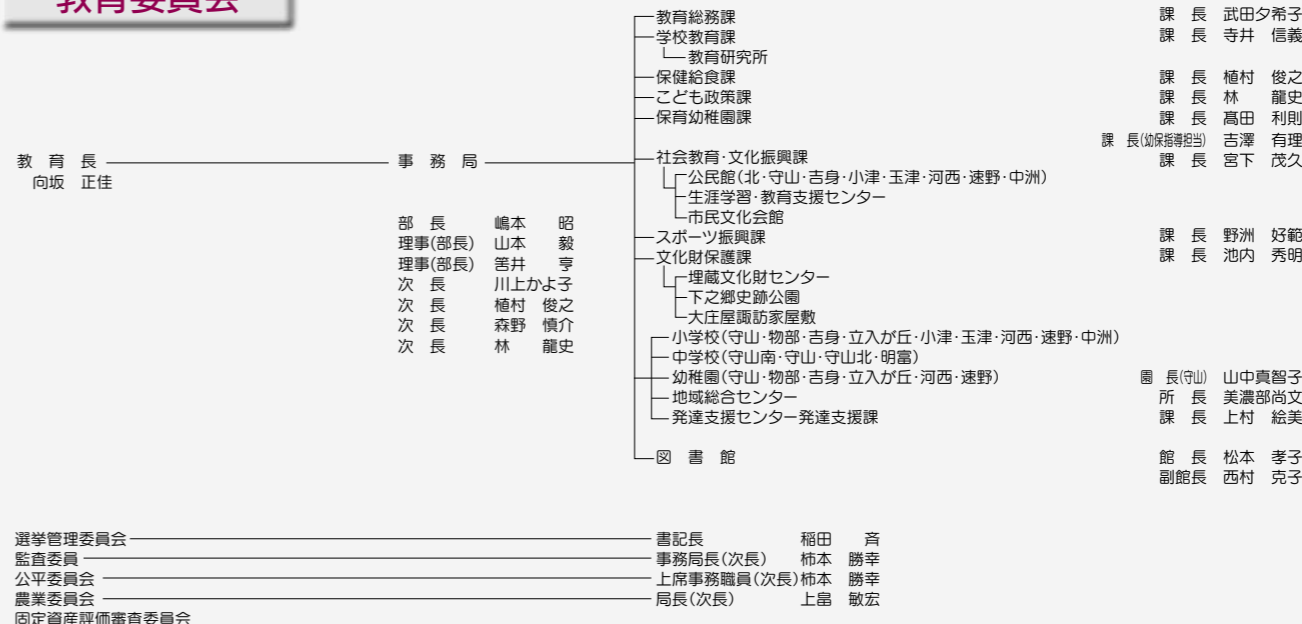 教育委員会
教育総務課　課　長　武田夕希子
学校教育課　課　長　寺井　信義
教育研究所
保健給食課　課　長　植村　俊之
こども政策課　課　長　林　　龍史
保育幼稚園課　課　長　髙田　利則
課　長(幼保指導担当)　吉澤　有理
教　育　長　事　務　局　社会教育・文化振興課　課　長　宮下　茂久
向坂　正佳
公民館(北・守山・吉身・小津・玉津・河西・速野・中洲)
生涯学習・教育支援センター
市民文化会館
部　長　嶋本　　昭
理事(部長)　山本　　毅
理事(部長)　筈井　　亨
次　長　川上かよ子
次　長　植村　俊之
次　長　森野　慎介
次　長　林　　龍史
スポーツ振興課　課　長　野洲　好範
文化財保護課　課　長　池内　秀明
埋蔵文化財センター
下之郷史跡公園
大庄屋諏訪家屋敷
小学校(守山・物部・吉身・立入が丘・小津・玉津・河西・速野・中洲)
中学校(守山南・守山・守山北・明富)
幼稚園(守山・物部・吉身・立入が丘・河西・速野)　園　長(守山)　山中真智子
地域総合センター　所　長　美濃部尚文
発達支援センター発達支援課　課　長　上村　絵美
図　書　館　館　長　松本　孝子
副館長　西村　克子
選挙管理委員会　書記長　稲田　　斉
監査委員　事務局長(次長)　柿本　勝幸
公平委員会　上席事務職員(次長)柿本　勝幸
農業委員会　局長(次長)　上畠　敏宏
固定資産評価審査委員会